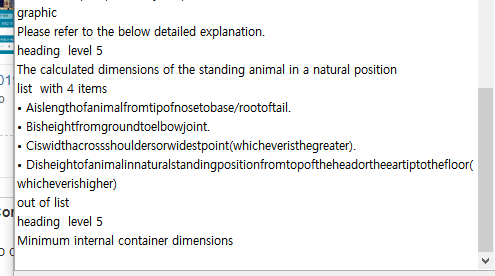 graphic
Please refer to the below detailed explanation.
heading  level 5
The calculated dimensions of the standing animal in a natural position
list  with 4 items
• Aislengthofanimalfromtipofnosetobase/rootoftail.
• Bisheightfromgroundtoelbowjoint.
• Ciswidthacrossshouldersorwidestpoint(whicheveristhegreater).
• Disheightofanimalinnaturalstandingpositionfromtopoftheheadortheeartiptothefloor(
whicheverishigher)
out of list
heading  level 5
Minimum internal container dimensions